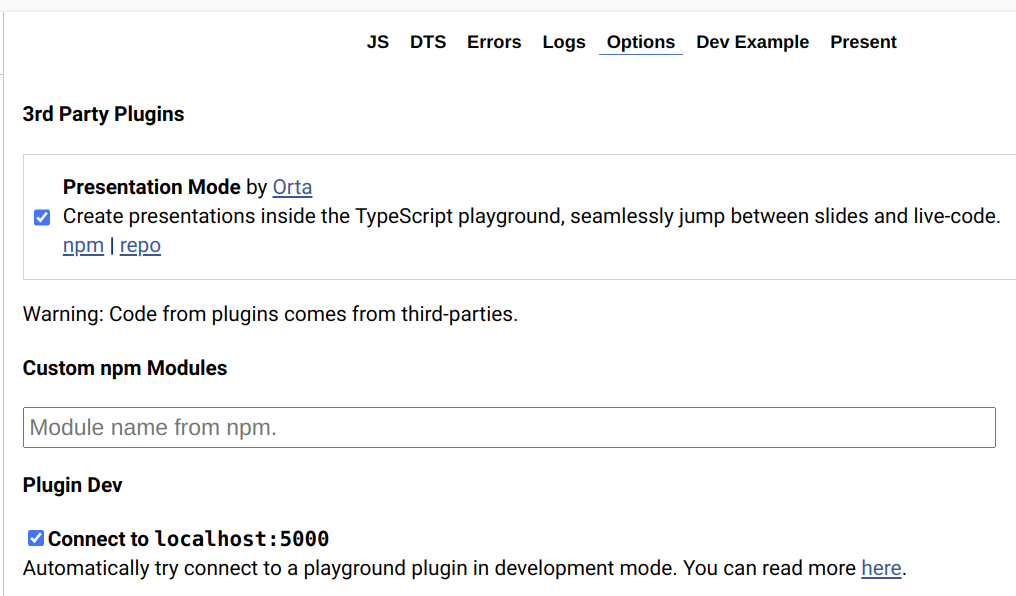 JS DTS Errors Logs Options Dev Example Present
3rd Party Plugins
Presentation Mode by Orta
Create presentations inside the TypeScript playground, seamlessly jump between slides and live-code.
npm | repo
Warning: Code from plugins comes from third-parties.
Custom npm Modules
Module name from npm.
Plugin Dev
Connect to localhost:5000
Automatically try connect to a playground plugin in development mode. You can read more here.